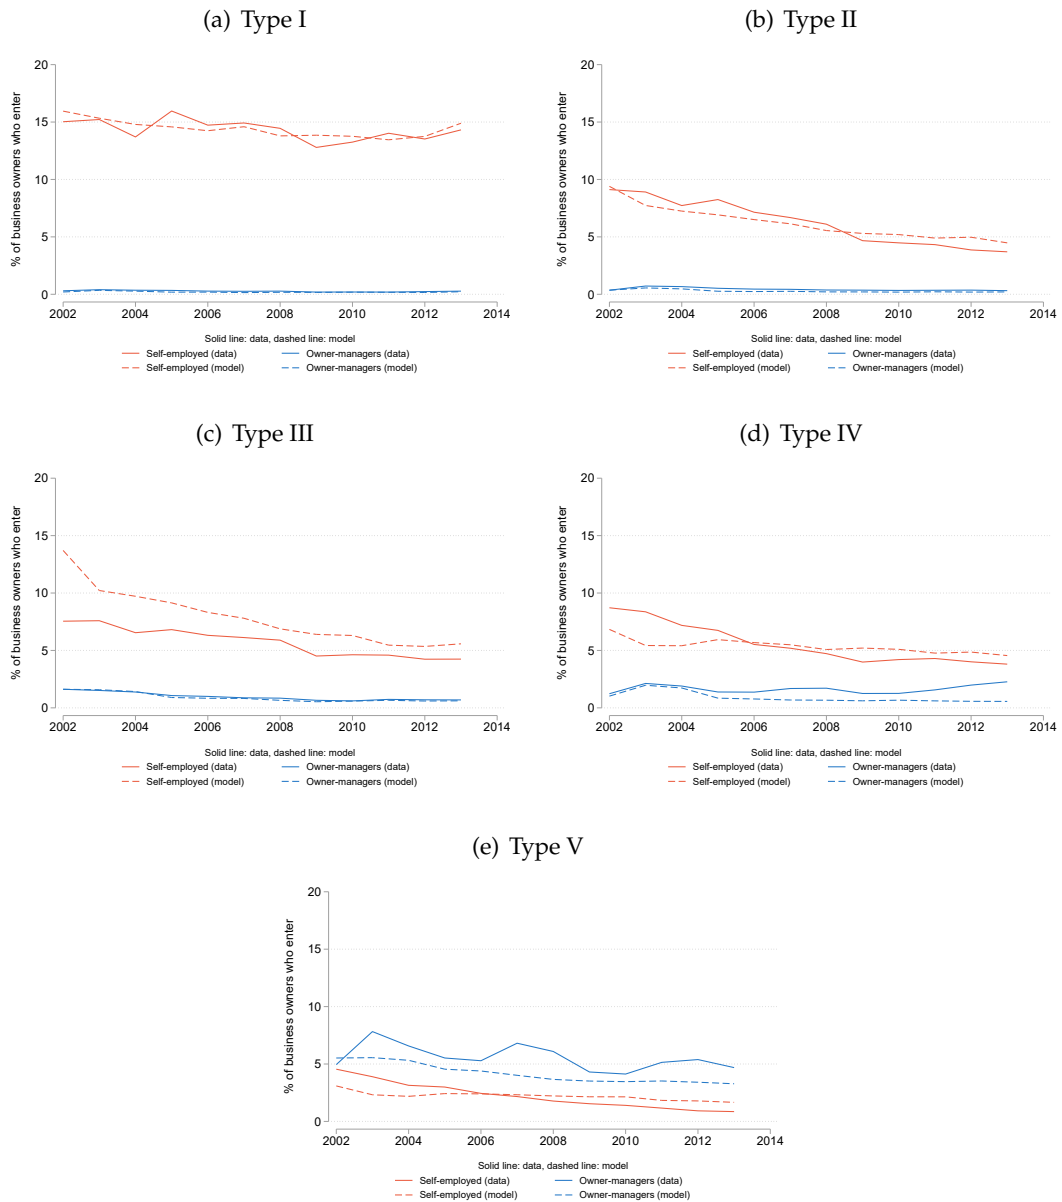 (a) Type I
% of business owners who enter
20
15
10
5
0
2002 2004 2006 2008 2010 2012 2014
Solid line: data, dashed line: model
Self-employed (data) Owner-managers (data)
Self-employed (model) Owner-managers (model)
(b) Type II
% of business owners who enter
20
15
10
5
0
2002 2004 2006 2008 2010 2012 2014
Solid line: data, dashed line: model
Self-employed (data) Owner-managers (data)
Self-employed (model) Owner-managers (model)
(c) Type III
% of business owners who enter
20
15
10
5
0
2002 2004 2006 2008 2010 2012 2014
Solid line: data, dashed line: model
Self-employed (data) Owner-managers (data)
Self-employed (model) Owner-managers (model)
(d) Type IV
% of business owners who enter
20
15
10
5
0
2002 2004 2006 2008 2010 2012 2014
Solid line: data, dashed line: model
Self-employed (data) Owner-managers (data)
Self-employed (model) Owner-managers (model)
(e) Type V
% of business owners who enter
20
15
10
5
0
2002 2004 2006 2008 2010 2012 2014
Solid line: data, dashed line: model
Self-employed (data) Owner-managers (data)
Self-employed (model) Owner-managers (model)